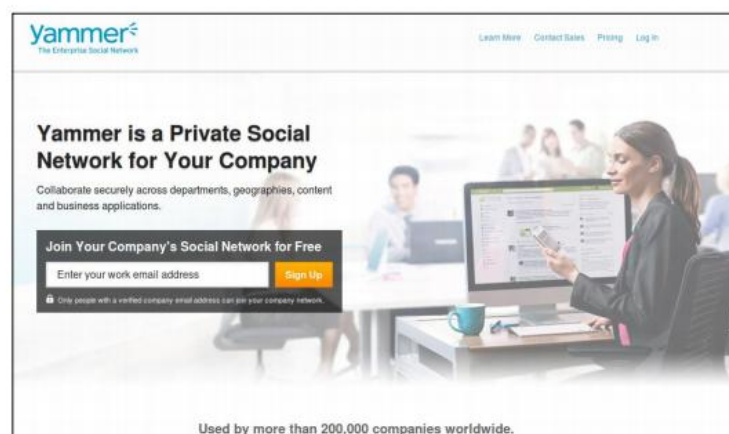 yammer
The Enterprise Social Network
Learn More Contact Sales Pricing Log In
Yammer is a Private Social
Network for Your Company
Collaborate securely across departments, geographies, content
and business applications.
Join Your Company's Social Network for Free
Enter your work email address Sign Up
Only people with a verified company email address can join your company network.
Used by more than 200,000 companies worldwide.